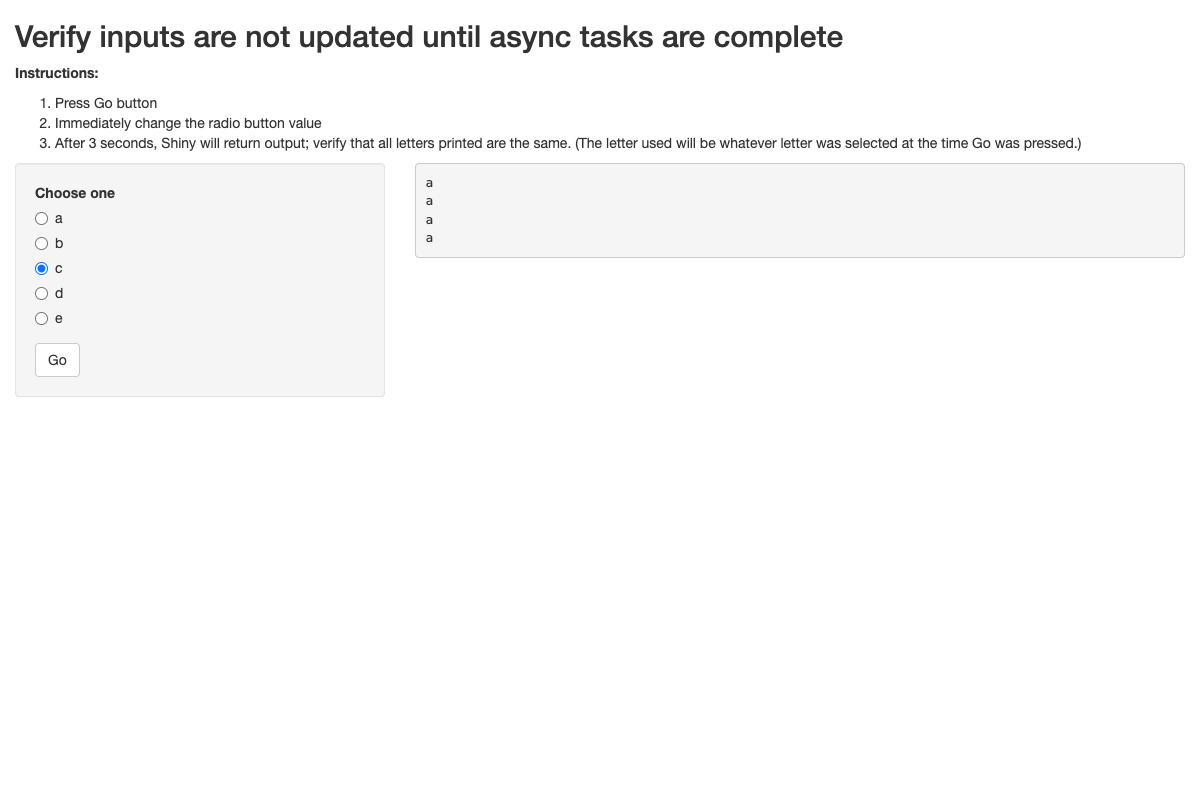 Verify inputs are not updated until async tasks are complete
Instructions:
1. Press Go button
2. Immediately change the radio button value
3. After 3 seconds, Shiny will return output; verify that all letters printed are the same. (The letter used will be whatever letter was selected at the time Go was pressed.)
Choose one
a
b
c
d
e
Go
a
a
a
a